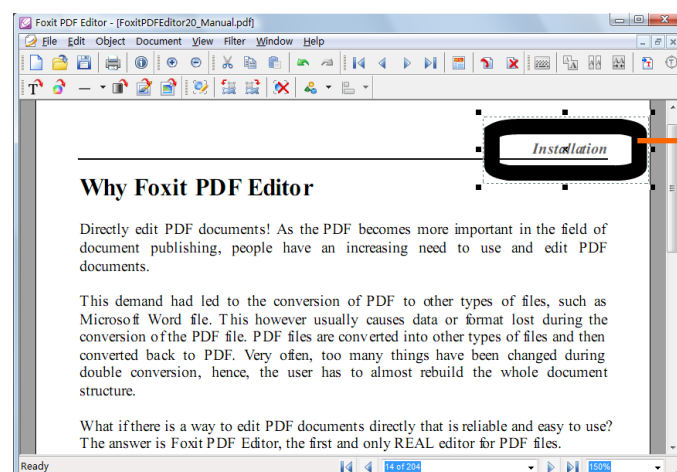 Foxit PDF Editor - [FoxitPDFEditor20_Manual.pdf]
File Edit Object Document View Filter Window Help
Installation
Why Foxit PDF Editor
Directly edit PDF documents! As the PDF becomes more important in the field of
document publishing, people have an increasing need to use and edit PDF
documents.
This demand had led to the conversion of PDF to other types of files, such as
Microsoft Word file. This however usually causes data or format lost during the
conversion of the PDF file. PDF files are converted into other types of files and then
converted back to PDF. Very often, too many things have been changed during
double conversion, hence, the user has to almost rebuild the whole document
structure.
What if there is a way to edit PDF documents directly that is reliable and easy to use?
The answer is Foxit PDF Editor, the first and only REAL editor for PDF files.
Ready 14 of 204 150%